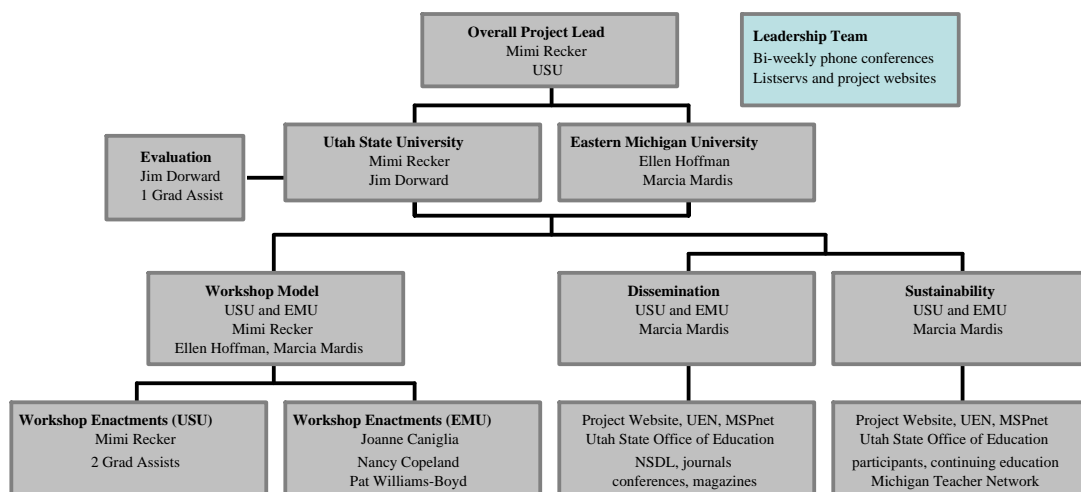 Overall Project Lead
Mimi Recker
USU
Leadership Team
Bi-weekly phone conferences
Listservs and project websites
Evaluation
Jim Dorward
1 Grad Assist
Utah State University
Mimi Recker
Jim Dorward
Eastern Michigan University
Ellen Hoffman
Marcia Mardis
Workshop Model
USU and EMU
Mimi Recker
Ellen Hoffman, Marcia Mardis
Dissemination
USU and EMU
Marcia Mardis
Sustainability
USU and EMU
Marcia Mardis
Workshop Enactments (USU)
Mimi Recker
2 Grad Assists
Workshop Enactments (EMU)
Joanne Caniglia
Nancy Copeland
Pat Williams-Boyd
Project Website, UEN, MSPnet
Utah State Office of Education
NSDL, journals
conferences, magazines
Project Website, UEN, MSPnet
Utah State Office of Education
participants, continuing education
Michigan Teacher Network